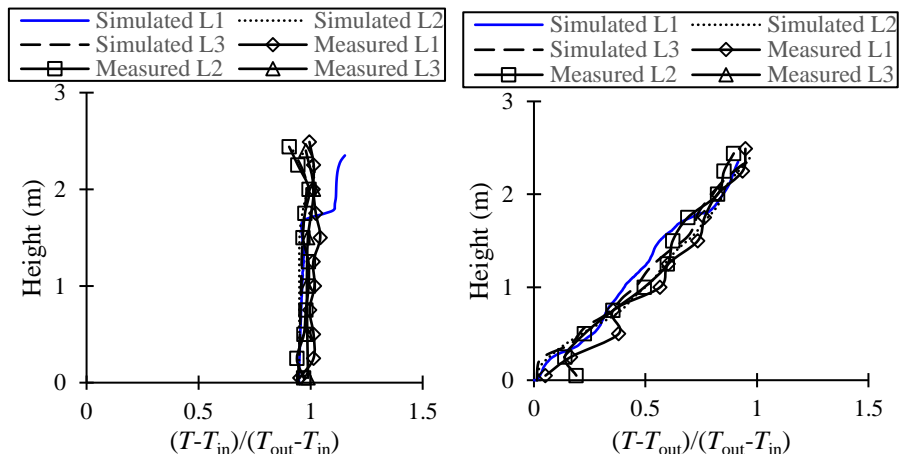 Simulated L1 Simulated L2
Simulated L3 Measured L1
Measured L2 Measured L3
3
2
1
0
0 0.5 1 1.5
Height (m)
(T-Tin)/(Tout-Tin)
Simulated L1 Simulated L2
Simulated L3 Measured L1
Measured L2 Measured L3
3
2
1
0
0 0.5 1 1.5
Height (m)
(T-Tout)/(Tout-Tin)